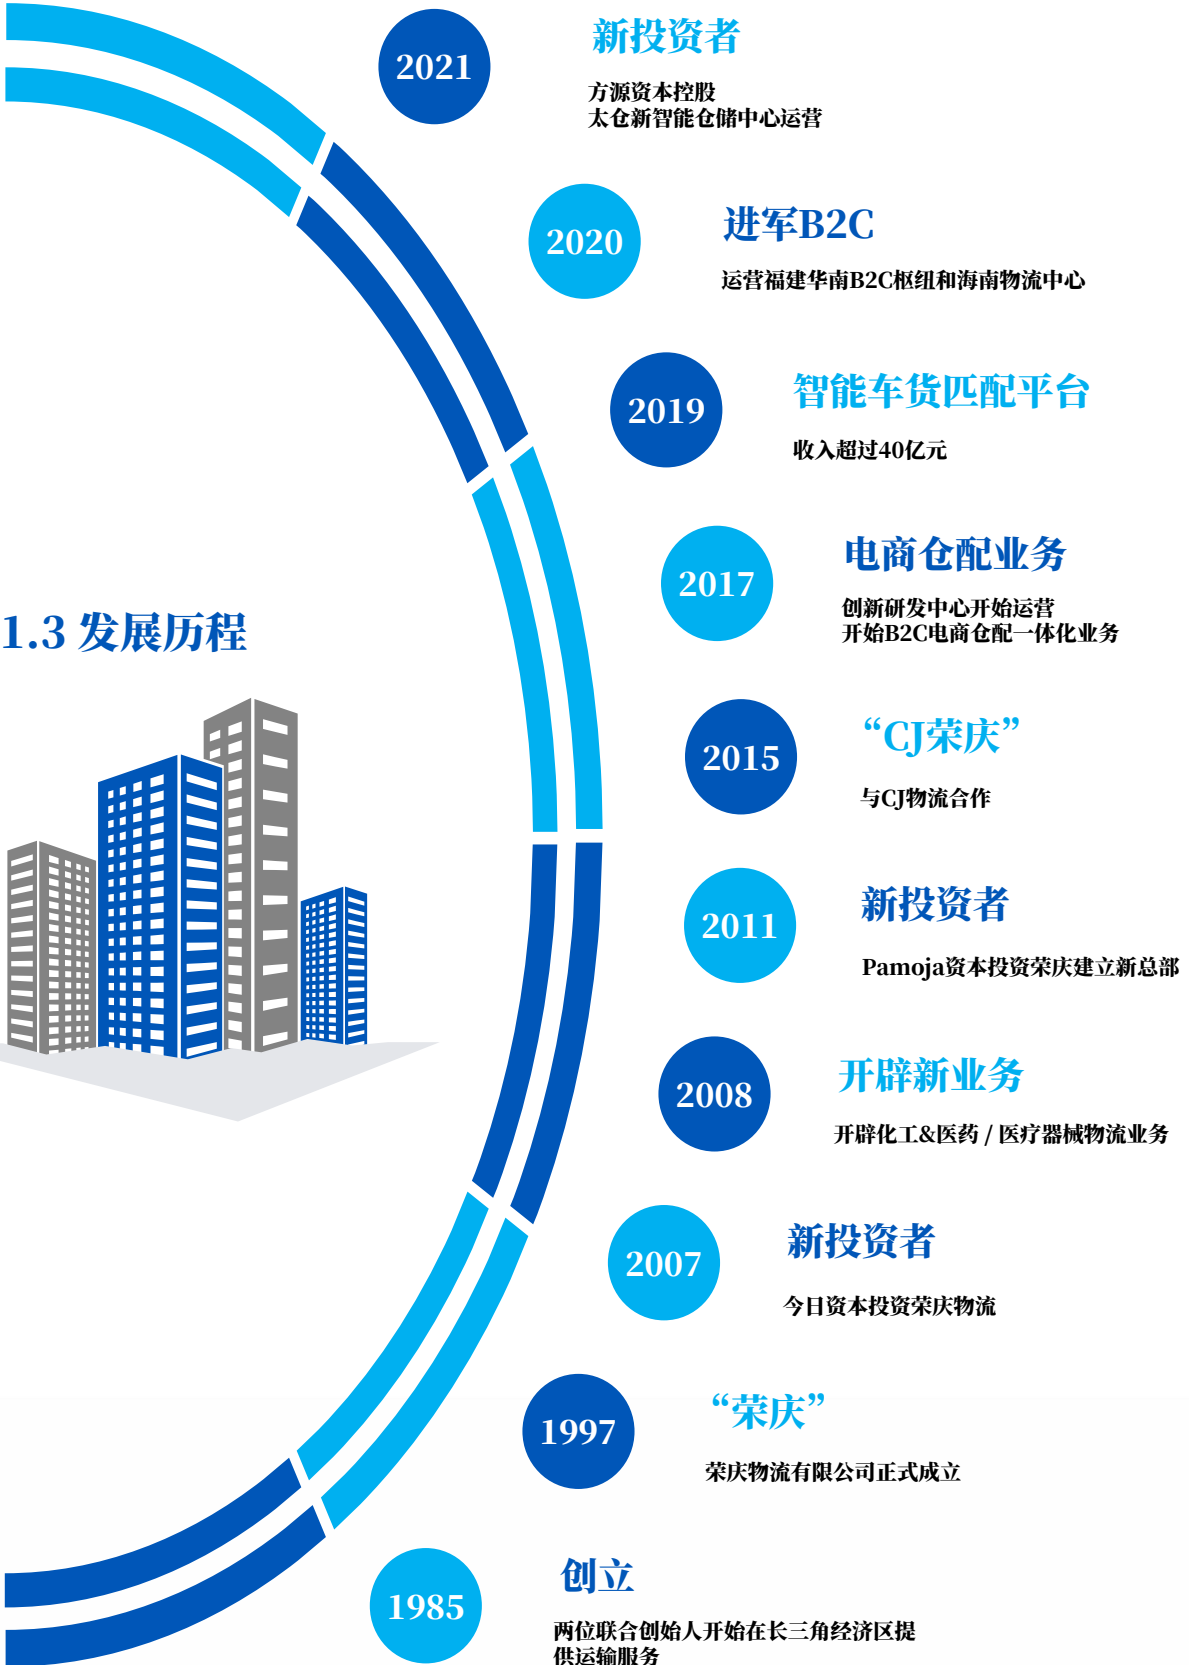 2021
新投资者
方源资本控股
太仓新智能仓储中心运营
2020
进军B2C
运营福建华南B2C枢纽和海南物流中心
2019
智能车货匹配平台
收入超过40亿元
2017
电商仓配业务
创新研发中心开始运营
开始B2C电商仓配一体化业务
1.3 发展历程
2015
“CJ荣庆”
与CJ物流合作
2011
新投资者
Pamoja资本投资荣庆建立新总部
2008
开辟新业务
开辟化工&医药 / 医疗器械物流业务
2007
新投资者
今日资本投资荣庆物流
1997
“荣庆”
荣庆物流有限公司正式成立
1985
创立
两位联合创始人开始在长三角经济区提
供运输服务